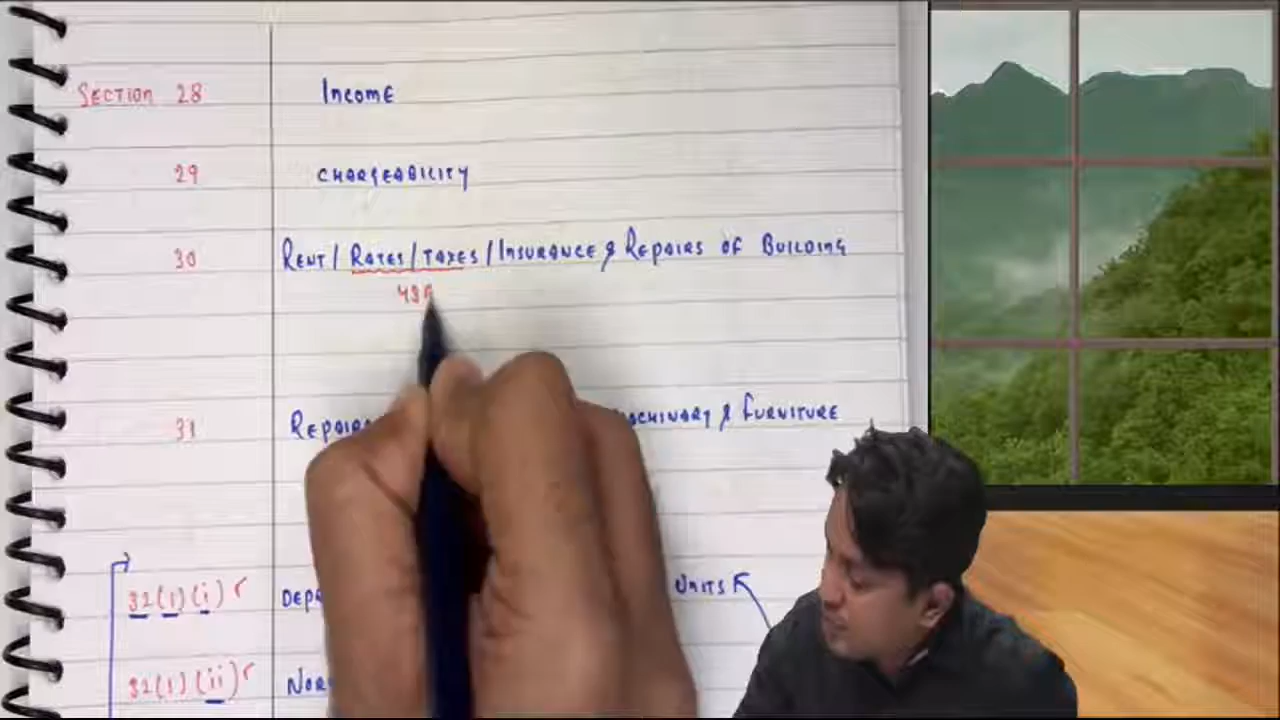 SECTION 28 INCOME
29 CHARGEABILITY
30 RENT / RATES / TAXES / INSURANCE & REPAIRS OF BUILDING
31 & FURNITURE
32(1)(i) UNITS
32(1)(ii)